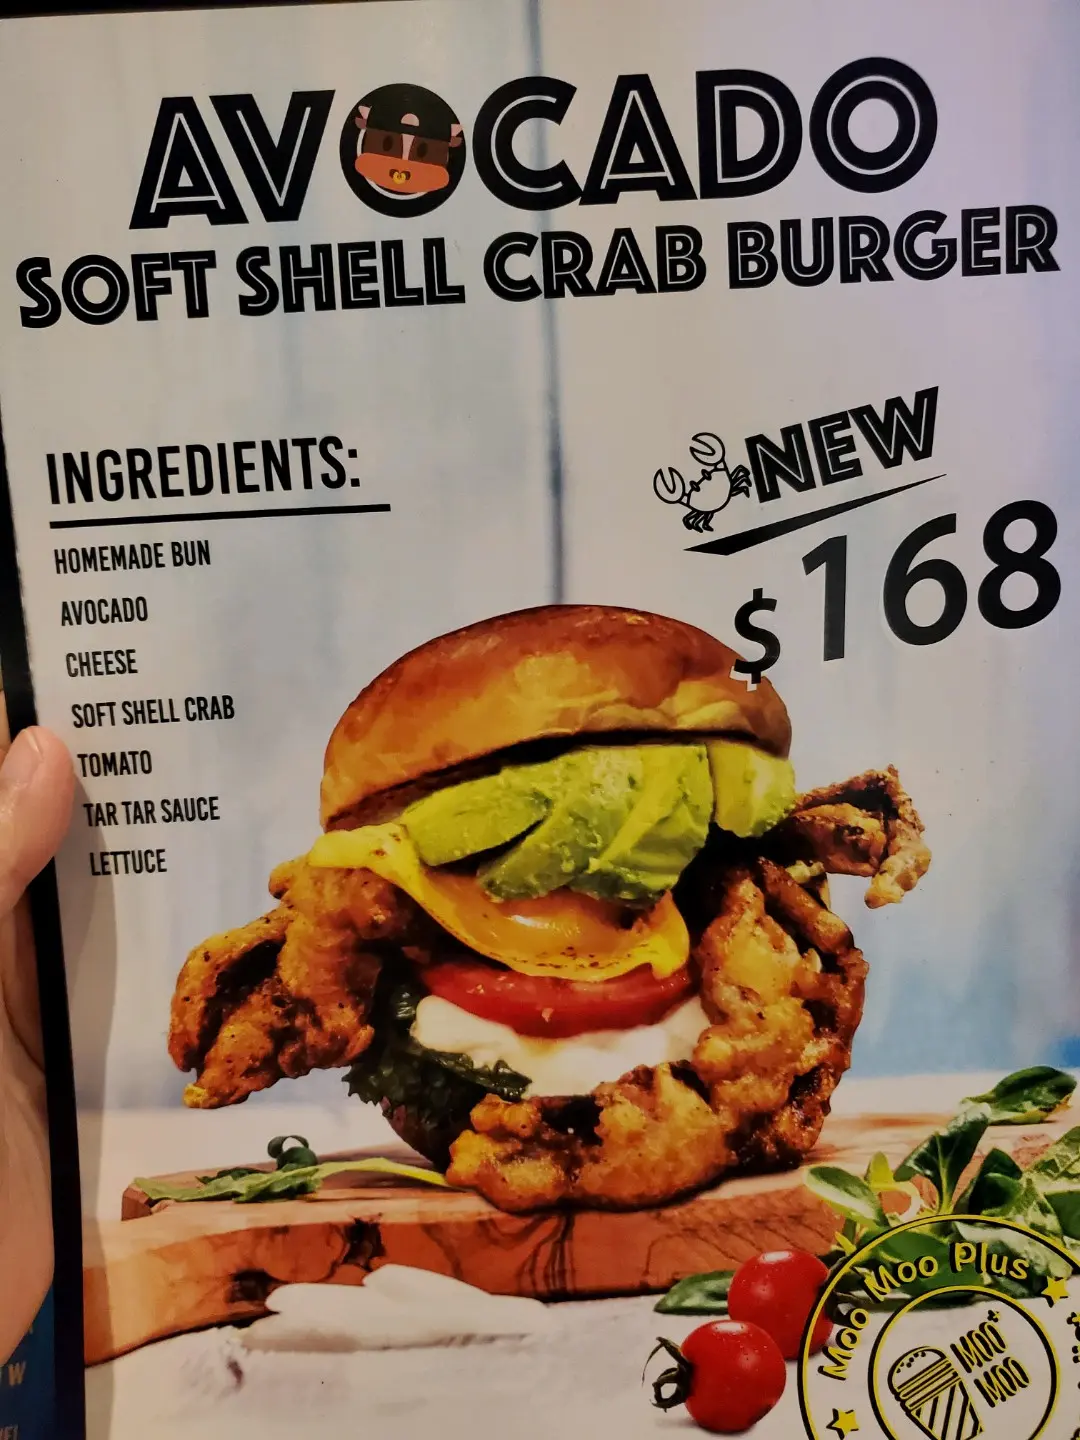 AVOCADO
SOFT SHELL CRAB BURGER
INGREDIENTS:
HOMEMADE BUN
AVOCADO
CHEESE
SOFT SHELL CRAB
TOMATO
TAR TAR SAUCE
LETTUCE
NEW
$168
Moo Moo Plus
MOO+
MOO
W